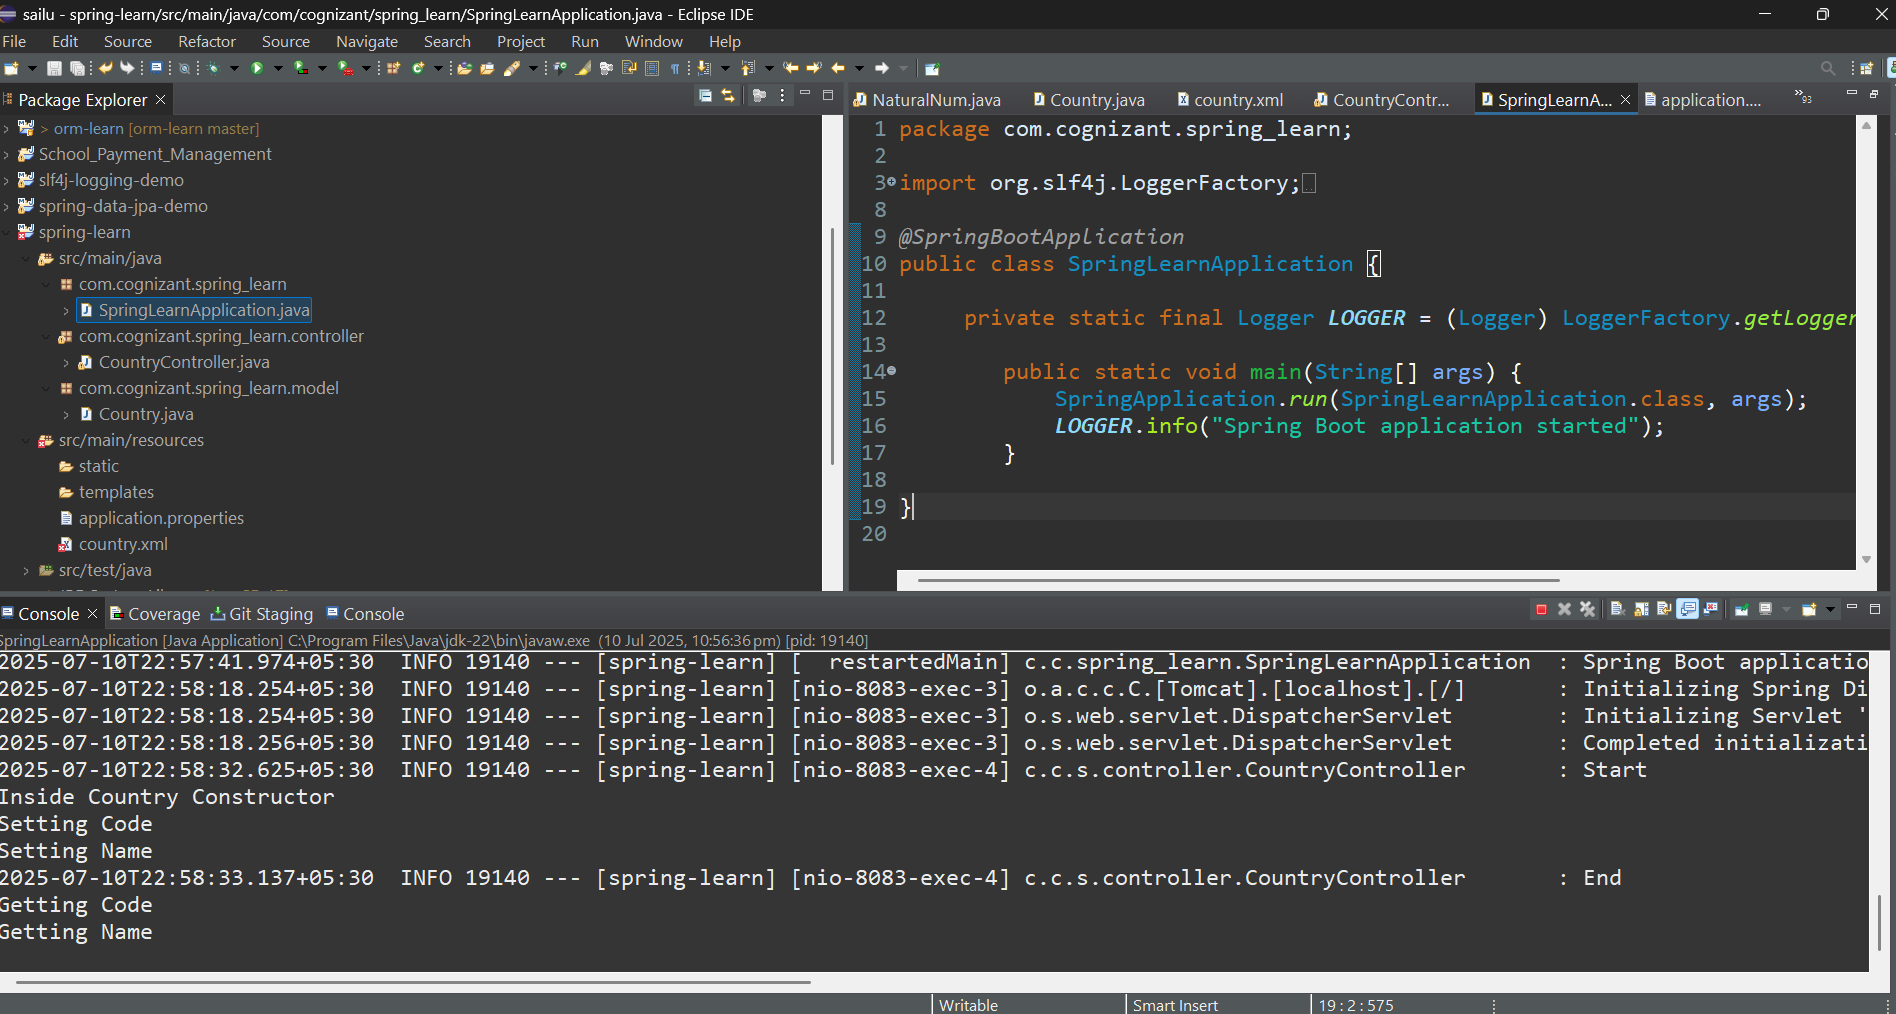 sailu - spring-learn/src/main/java/com/cognizant/spring_learn/SpringLearnApplication.java - Eclipse IDE
File Edit Source Refactor Source Navigate Search Project Run Window Help
Package Explorer
> orm-learn [orm-learn master]
School_Payment_Management
slf4j-logging-demo
spring-data-jpa-demo
spring-learn
src/main/java
com.cognizant.spring_learn
SpringLearnApplication.java
com.cognizant.spring_learn.controller
CountryController.java
com.cognizant.spring_learn.model
Country.java
src/main/resources
static
templates
application.properties
country.xml
src/test/java
NaturalNum.java Country.java country.xml CountryContr... SpringLearnA... application.... »93
1 package com.cognizant.spring_learn;
2
3 import org.slf4j.LoggerFactory;
8
9 @SpringBootApplication
10 public class SpringLearnApplication {
11
12 private static final Logger LOGGER = (Logger) LoggerFactory.getLogger
13
14 public static void main(String[] args) {
15 SpringApplication.run(SpringLearnApplication.class, args);
16 LOGGER.info("Spring Boot application started");
17 }
18
19 }
20
Console Coverage Git Staging Console
SpringLearnApplication [Java Application] C:\Program Files\Java\jdk-22\bin\javaw.exe (10 Jul 2025, 10:56:36 pm) [pid: 19140]
2025-07-10T22:57:41.974+05:30 INFO 19140 --- [spring-learn] [ restartedMain] c.c.spring_learn.SpringLearnApplication : Spring Boot applicatio
2025-07-10T22:58:18.254+05:30 INFO 19140 --- [spring-learn] [nio-8083-exec-3] o.a.c.c.C.[Tomcat].[localhost].[/] : Initializing Spring Di
2025-07-10T22:58:18.254+05:30 INFO 19140 --- [spring-learn] [nio-8083-exec-3] o.s.web.servlet.DispatcherServlet : Initializing Servlet '
2025-07-10T22:58:18.256+05:30 INFO 19140 --- [spring-learn] [nio-8083-exec-3] o.s.web.servlet.DispatcherServlet : Completed initializati
2025-07-10T22:58:32.625+05:30 INFO 19140 --- [spring-learn] [nio-8083-exec-4] c.c.s.controller.CountryController : Start
Inside Country Constructor
Setting Code
Setting Name
2025-07-10T22:58:33.137+05:30 INFO 19140 --- [spring-learn] [nio-8083-exec-4] c.c.s.controller.CountryController : End
Getting Code
Getting Name
Writable Smart Insert 19 : 2 : 575